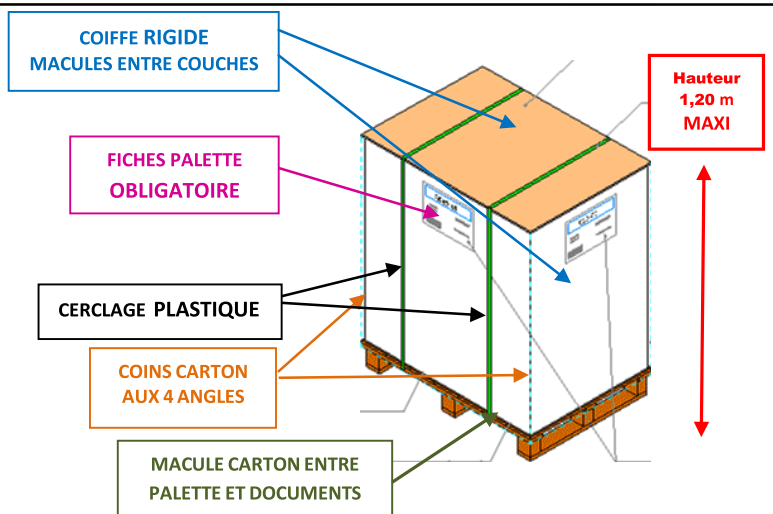 COIFFE RIGIDE
MACULES ENTRE COUCHES
Hauteur
1,20 m
MAXI
FICHES PALETTE
OBLIGATOIRE
CERCLAGE PLASTIQUE
COINS CARTON
AUX 4 ANGLES
MACULE CARTON ENTRE
PALETTE ET DOCUMENTS